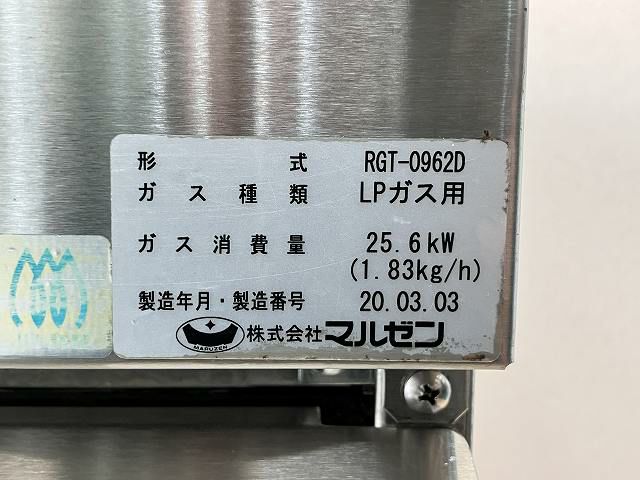 形式 RGT-0962D
ガス種類 LPガス用
ガス消費量 25.6kW
(1.83kg/h)
製造年月・製造番号 20.03.03
MARUZEN 株式会社マルゼン